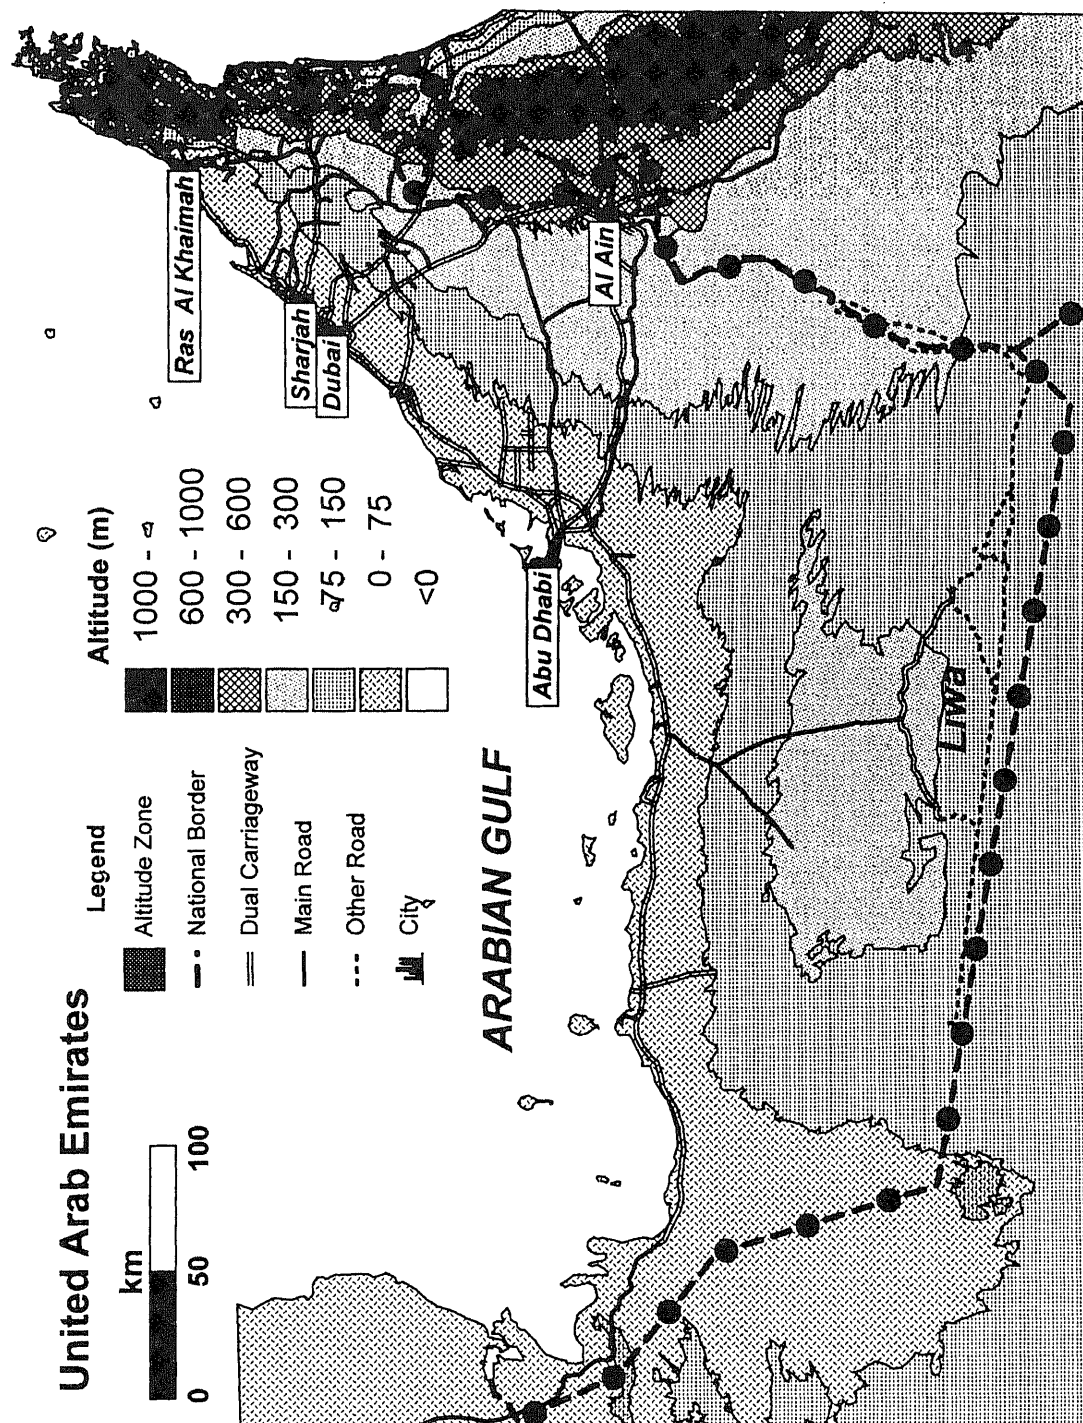 United Arab Emirates
km
0 50 100
Legend
Altitude Zone
National Border
Dual Carriageway
Main Road
Other Road
City
Altitude (m)
1000 -
600 - 1000
300 - 600
150 - 300
75 - 150
0 - 75
<0
Ras Al Khaimah
Sharjah
Dubai
Al Ain
Abu Dhabi
ARABIAN GULF
Liwa